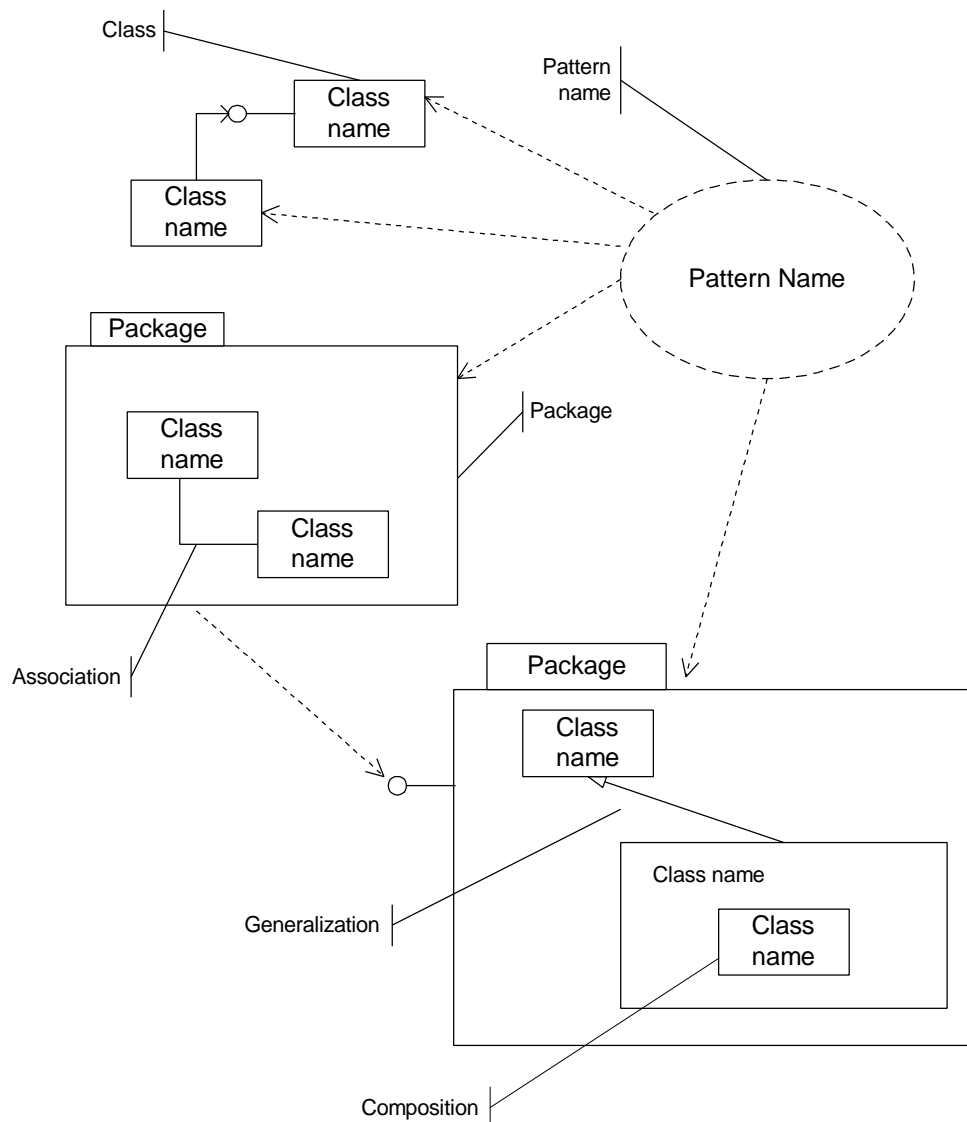 Class
Class
name
Pattern
name
Class
name
Pattern Name
Package
Class
name
Package
Class
name
Association
Package
Class
name
Class name
Generalization
Class
name
Composition